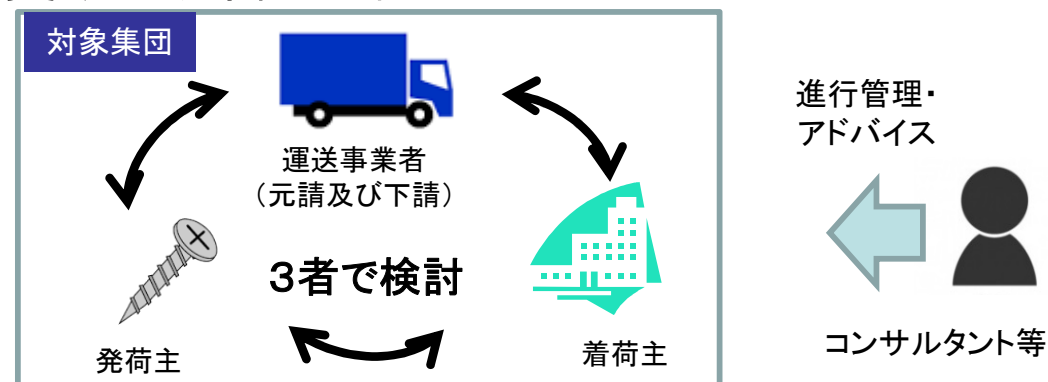 対象集団
運送事業者
（元請及び下請）
3者で検討
発荷主
着荷主
進行管理・
アドバイス
コンサルタント等